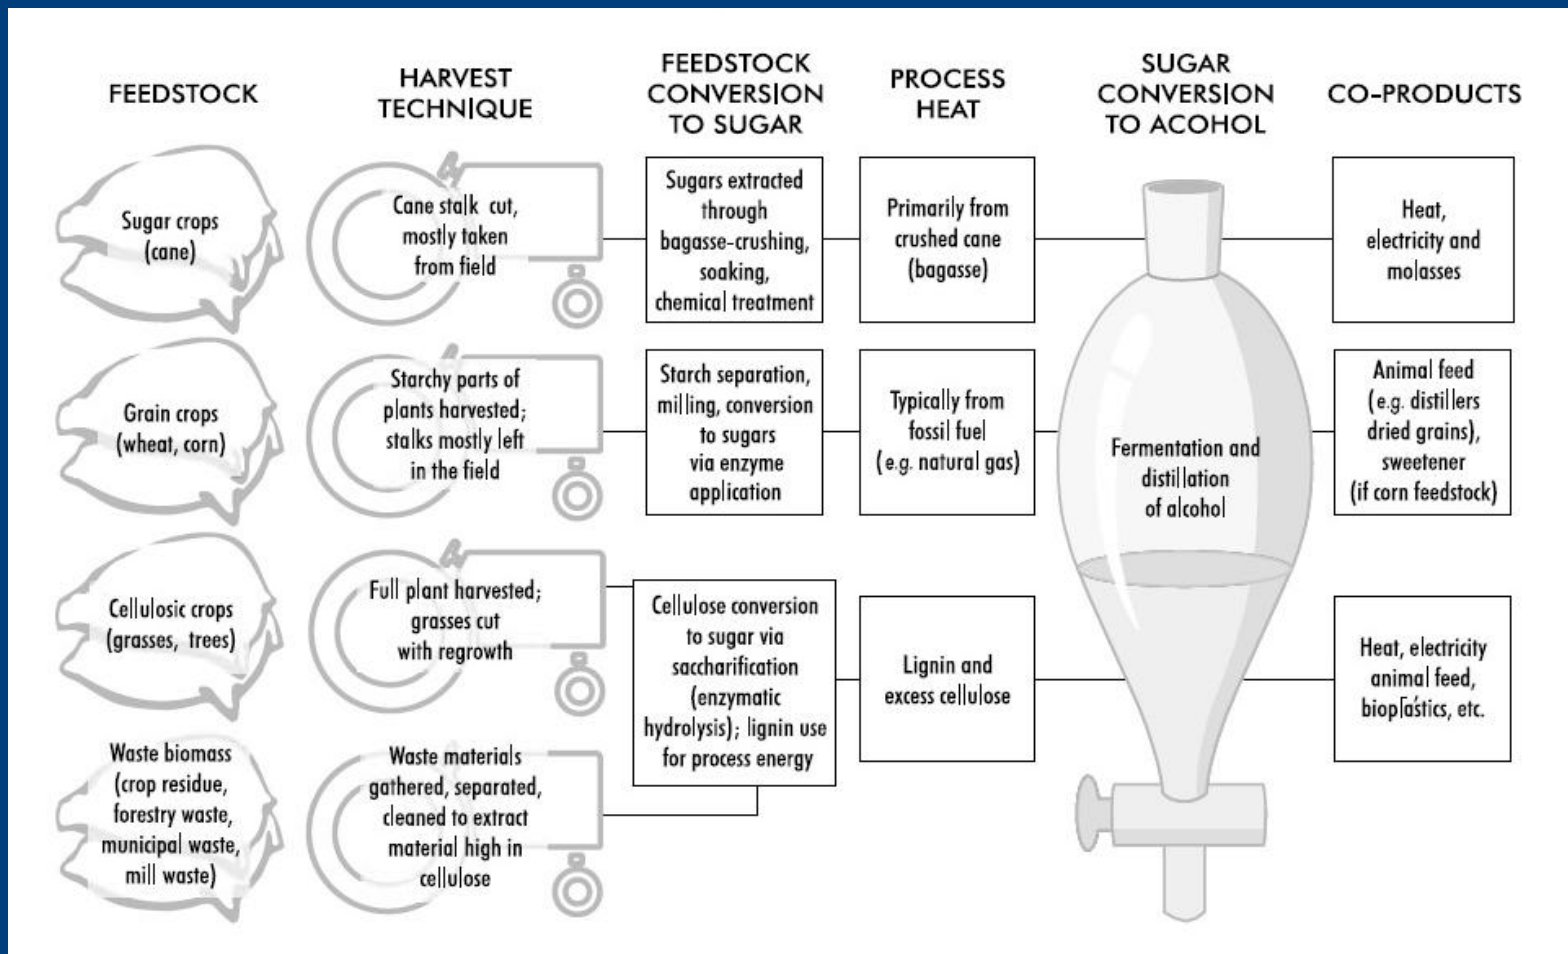 FEEDSTOCK
HARVEST
TECHNIQUE
FEEDSTOCK
CONVERSION
TO SUGAR
PROCESS
HEAT
SUGAR
CONVERSION
TO ACOHOL
CO-PRODUCTS
Sugar crops
(cane)
Cane stalk cut,
mostly taken
from field
Sugars extracted
through
bagasse-crushing,
soaking,
chemical treatment
Primarily from
crushed cane
(bagasse)
Heat,
electricity and
molasses
Grain crops
(wheat, corn)
Starchy parts of
plants harvested;
stalks mostly left
in the field
Starch separation,
milling, conversion
to sugars
via enzyme
application
Typically from
fossil fuel
(e.g. natural gas)
Fermentation and
distillation
of alcohol
Animal feed
(e.g. distillers
dried grains),
sweetener
(if corn feedstock)
Cellulosic crops
(grasses, trees)
Full plant harvested;
grasses cut
with regrowth
Cellulose conversion
to sugar via
saccharification
(enzymatic
hydrolysis); lignin use
for process energy
Lignin and
excess cellulose
Heat, electricity
animal feed,
bioplastics, etc.
Waste biomass
(crop residue,
forestry waste,
municipal waste,
mill waste)
Waste materials
gathered, separated,
cleaned to extract
material high in
cellulose